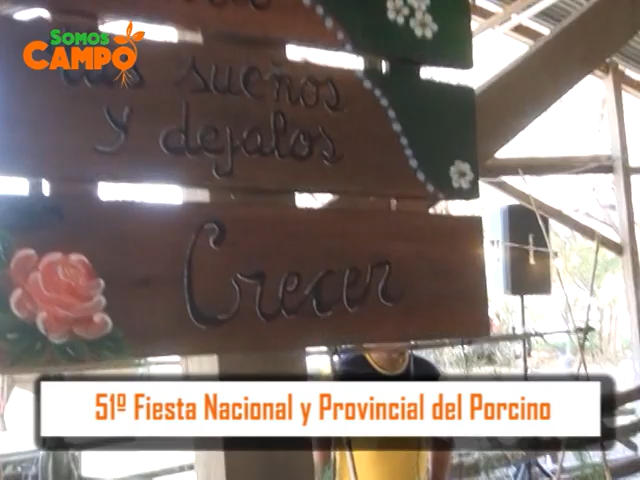 SOMOS
CAMPO
sueños
y dejalos
Crecer
51º Fiesta Nacional y Provincial del Porcino